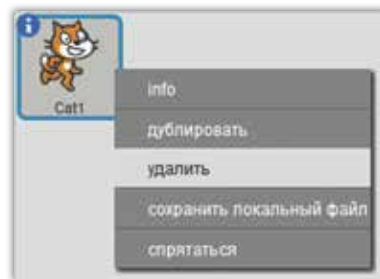 i
Cat1
info
дублировать
удалить
сохранить локальный файл
спрятаться